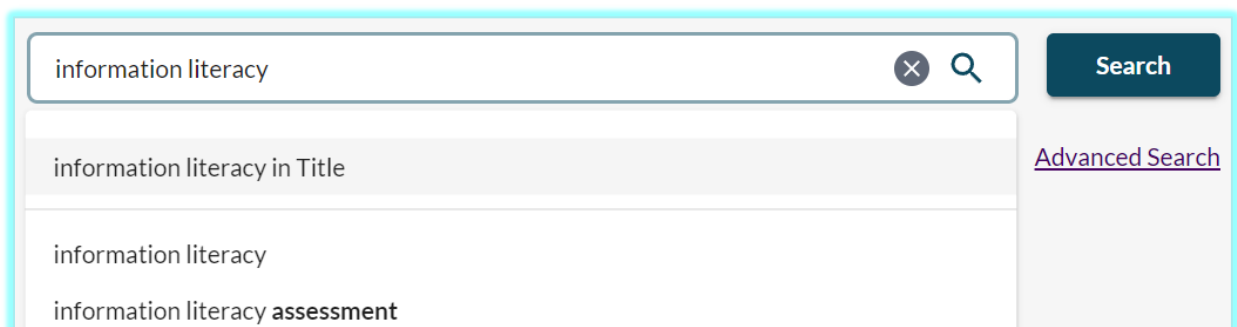 information literacy
Search
information literacy in Title
Advanced Search
information literacy
information literacy assessment